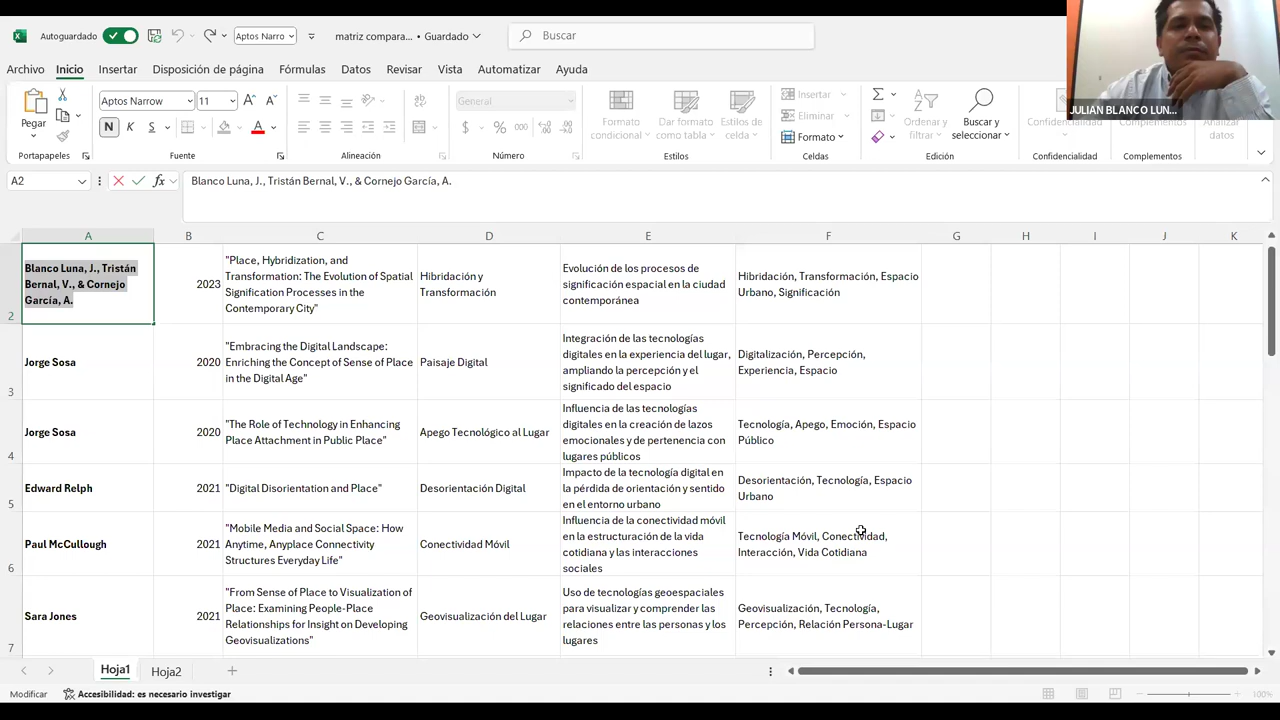 Autoguardado
Aptos Narro
matriz compara... • Guardado
Buscar
Archivo Inicio Insertar Disposición de página Fórmulas Datos Revisar Vista Automatizar Ayuda
Pegar
Portapapeles
Aptos Narrow 11
N K S
Fuente
Alineación
General
% 000
Número
Formato condicional
Dar formato como tabla
Estilos de celda
Estilos
Insertar
Eliminar
Formato
Celdas
Ordenar y filtrar
Buscar y seleccionar
Edición
Confidencialidad
Complementos
Analizar datos
JULIAN BLANCO LUN...
A2
fx
Blanco Luna, J., Tristán Bernal, V., & Cornejo García, A.
A B C D E F G H I J K
2
Blanco Luna, J., Tristán
Bernal, V., & Cornejo
García, A.
2023
"Place, Hybridization, and
Transformation: The Evolution of Spatial
Signification Processes in the
Contemporary City"
Hibridación y
Transformación
Evolución de los procesos de
significación espacial en la ciudad
contemporánea
Hibridación, Transformación, Espacio
Urbano, Significación
3
Jorge Sosa
2020
"Embracing the Digital Landscape:
Enriching the Concept of Sense of Place
in the Digital Age"
Paisaje Digital
Integración de las tecnologías
digitales en la experiencia del lugar,
ampliando la percepción y el
significado del espacio
Digitalización, Percepción,
Experiencia, Espacio
4
Jorge Sosa
2020
"The Role of Technology in Enhancing
Place Attachment in Public Place"
Apego Tecnológico al Lugar
Influencia de las tecnologías
digitales en la creación de lazos
emocionales y de pertenencia con
lugares públicos
Tecnología, Apego, Emoción, Espacio
Público
5
Edward Relph
2021
"Digital Disorientation and Place"
Desorientación Digital
Impacto de la tecnología digital en
la pérdida de orientación y sentido
en el entorno urbano
Desorientación, Tecnología, Espacio
Urbano
6
Paul McCullough
2021
"Mobile Media and Social Space: How
Anytime, Anyplace Connectivity
Structures Everyday Life"
Conectividad Móvil
Influencia de la conectividad móvil
en la estructuración de la vida
cotidiana y las interacciones
sociales
Tecnología Móvil, Conectividad,
Interacción, Vida Cotidiana
7
Sara Jones
2021
"From Sense of Place to Visualization of
Place: Examining People-Place
Relationships for Insight on Developing
Geovisualizations"
Geovisualización del Lugar
Uso de tecnologías geoespaciales
para visualizar y comprender las
relaciones entre las personas y los
lugares
Geovisualización, Tecnología,
Percepción, Relación Persona-Lugar
Hoja1 Hoja2
Modificar
Accesibilidad: es necesario investigar
100%